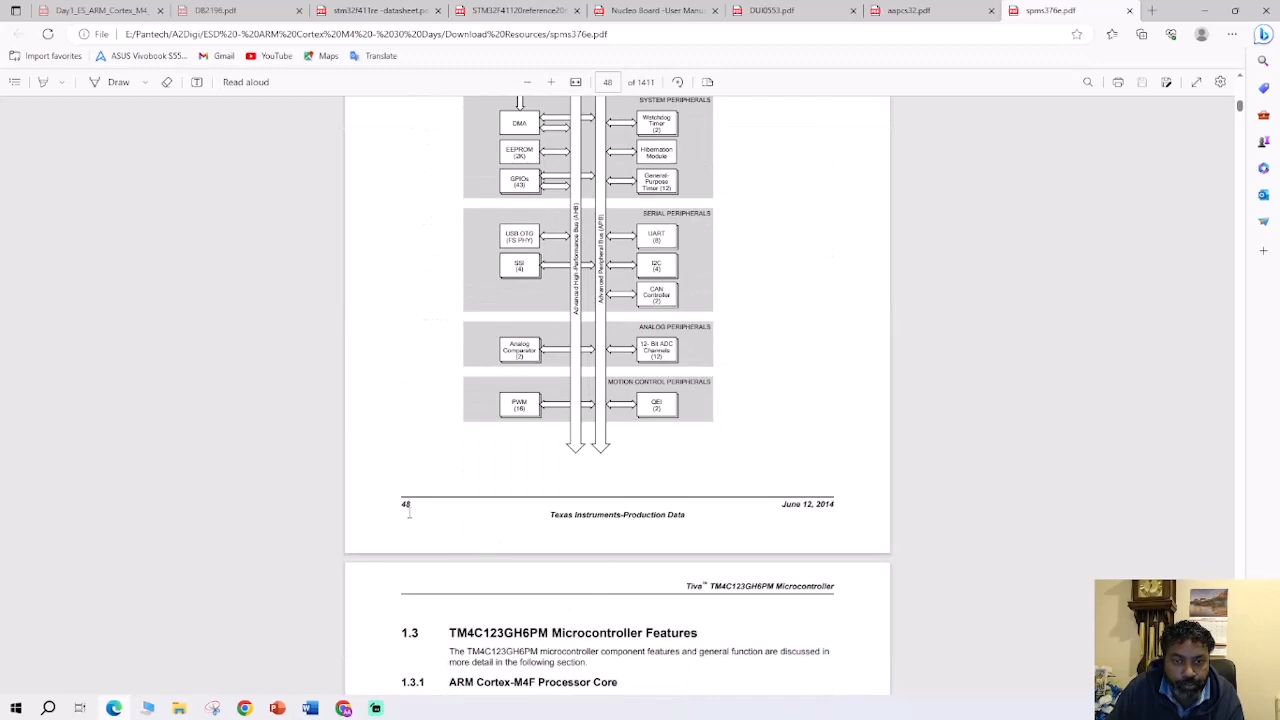 Day1_ES_ARM_Cortex_M4_
DB2196.pdf
stm32f411re -datasheet.pc
STM32F41120reference20c
Nucleo Board -User Manu
DUI0553.pdf
aapcs32.pdf
spms376e.pdf
File
E:/Pantech/A2Digi/ESD%20-%20ARM%20Cortex%20M4%20-%2030%20Days/Download%20Resources/spms376e.pdf
Import favorites
ASUS Vivobook S55...
Gmail
YouTube
Maps
Translate
Draw
Read aloud
48
of 1411
SYSTEM PERIPHERALS
DMA
Watchdog
Timer
(2)
EEPROM
(2K)
Hibernation
Module
GPIOs
(43)
General-
Purpose
Timer (12)
Advanced High-Performance Bus (AHB)
Advanced Peripheral Bus (APB)
SERIAL PERIPHERALS
USB OTG
(FS PHY)
UART
(8)
SSI
(4)
I2C
(4)
CAN
Controller
(2)
ANALOG PERIPHERALS
Analog
Comparator
(2)
12- Bit ADC
Channels
(12)
MOTION CONTROL PERIPHERALS
PWM
(16)
QEI
(2)
48
June 12, 2014
Texas Instruments-Production Data
Tiva™ TM4C123GH6PM Microcontroller
1.3 TM4C123GH6PM Microcontroller Features
The TM4C123GH6PM microcontroller component features and general function are discussed in
more detail in the following section.
1.3.1 ARM Cortex-M4F Processor Core